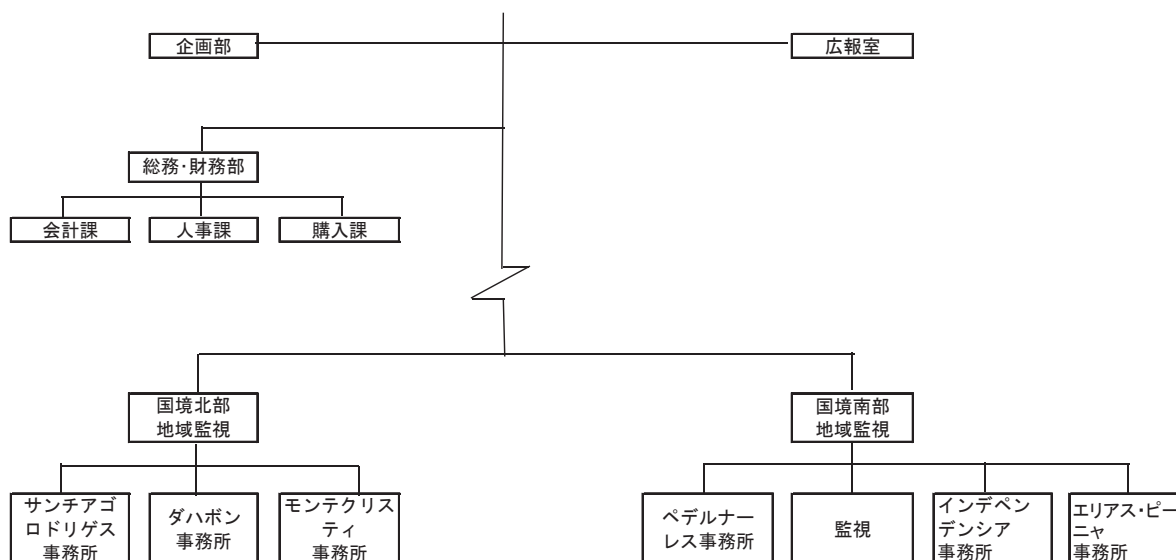 企画部
広報室
総務・財務部
会計課
人事課
購入課
国境北部
地域監視
国境南部
地域監視
サンチアゴ
ロドリゲス
事務所
ダハボン
事務所
モンテクリス
ティ
事務所
ペデルナー
レス事務所
監視
インデペン
デンシア
事務所
エリアス・ピー
ニャ
事務所